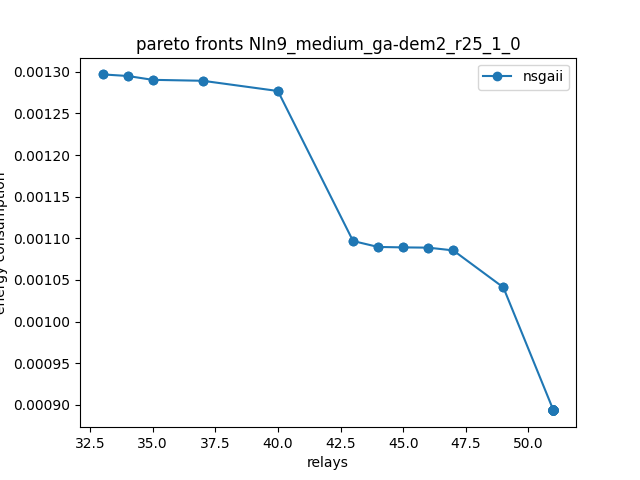 pareto fronts NIn9_medium_ga-dem2_r25_1_0
nsgaii
0.00130
0.00125
0.00120
0.00115
0.00110
0.00105
0.00100
0.00095
0.00090
energy consumption
32.5 35.0 37.5 40.0 42.5 45.0 47.5 50.0
relays